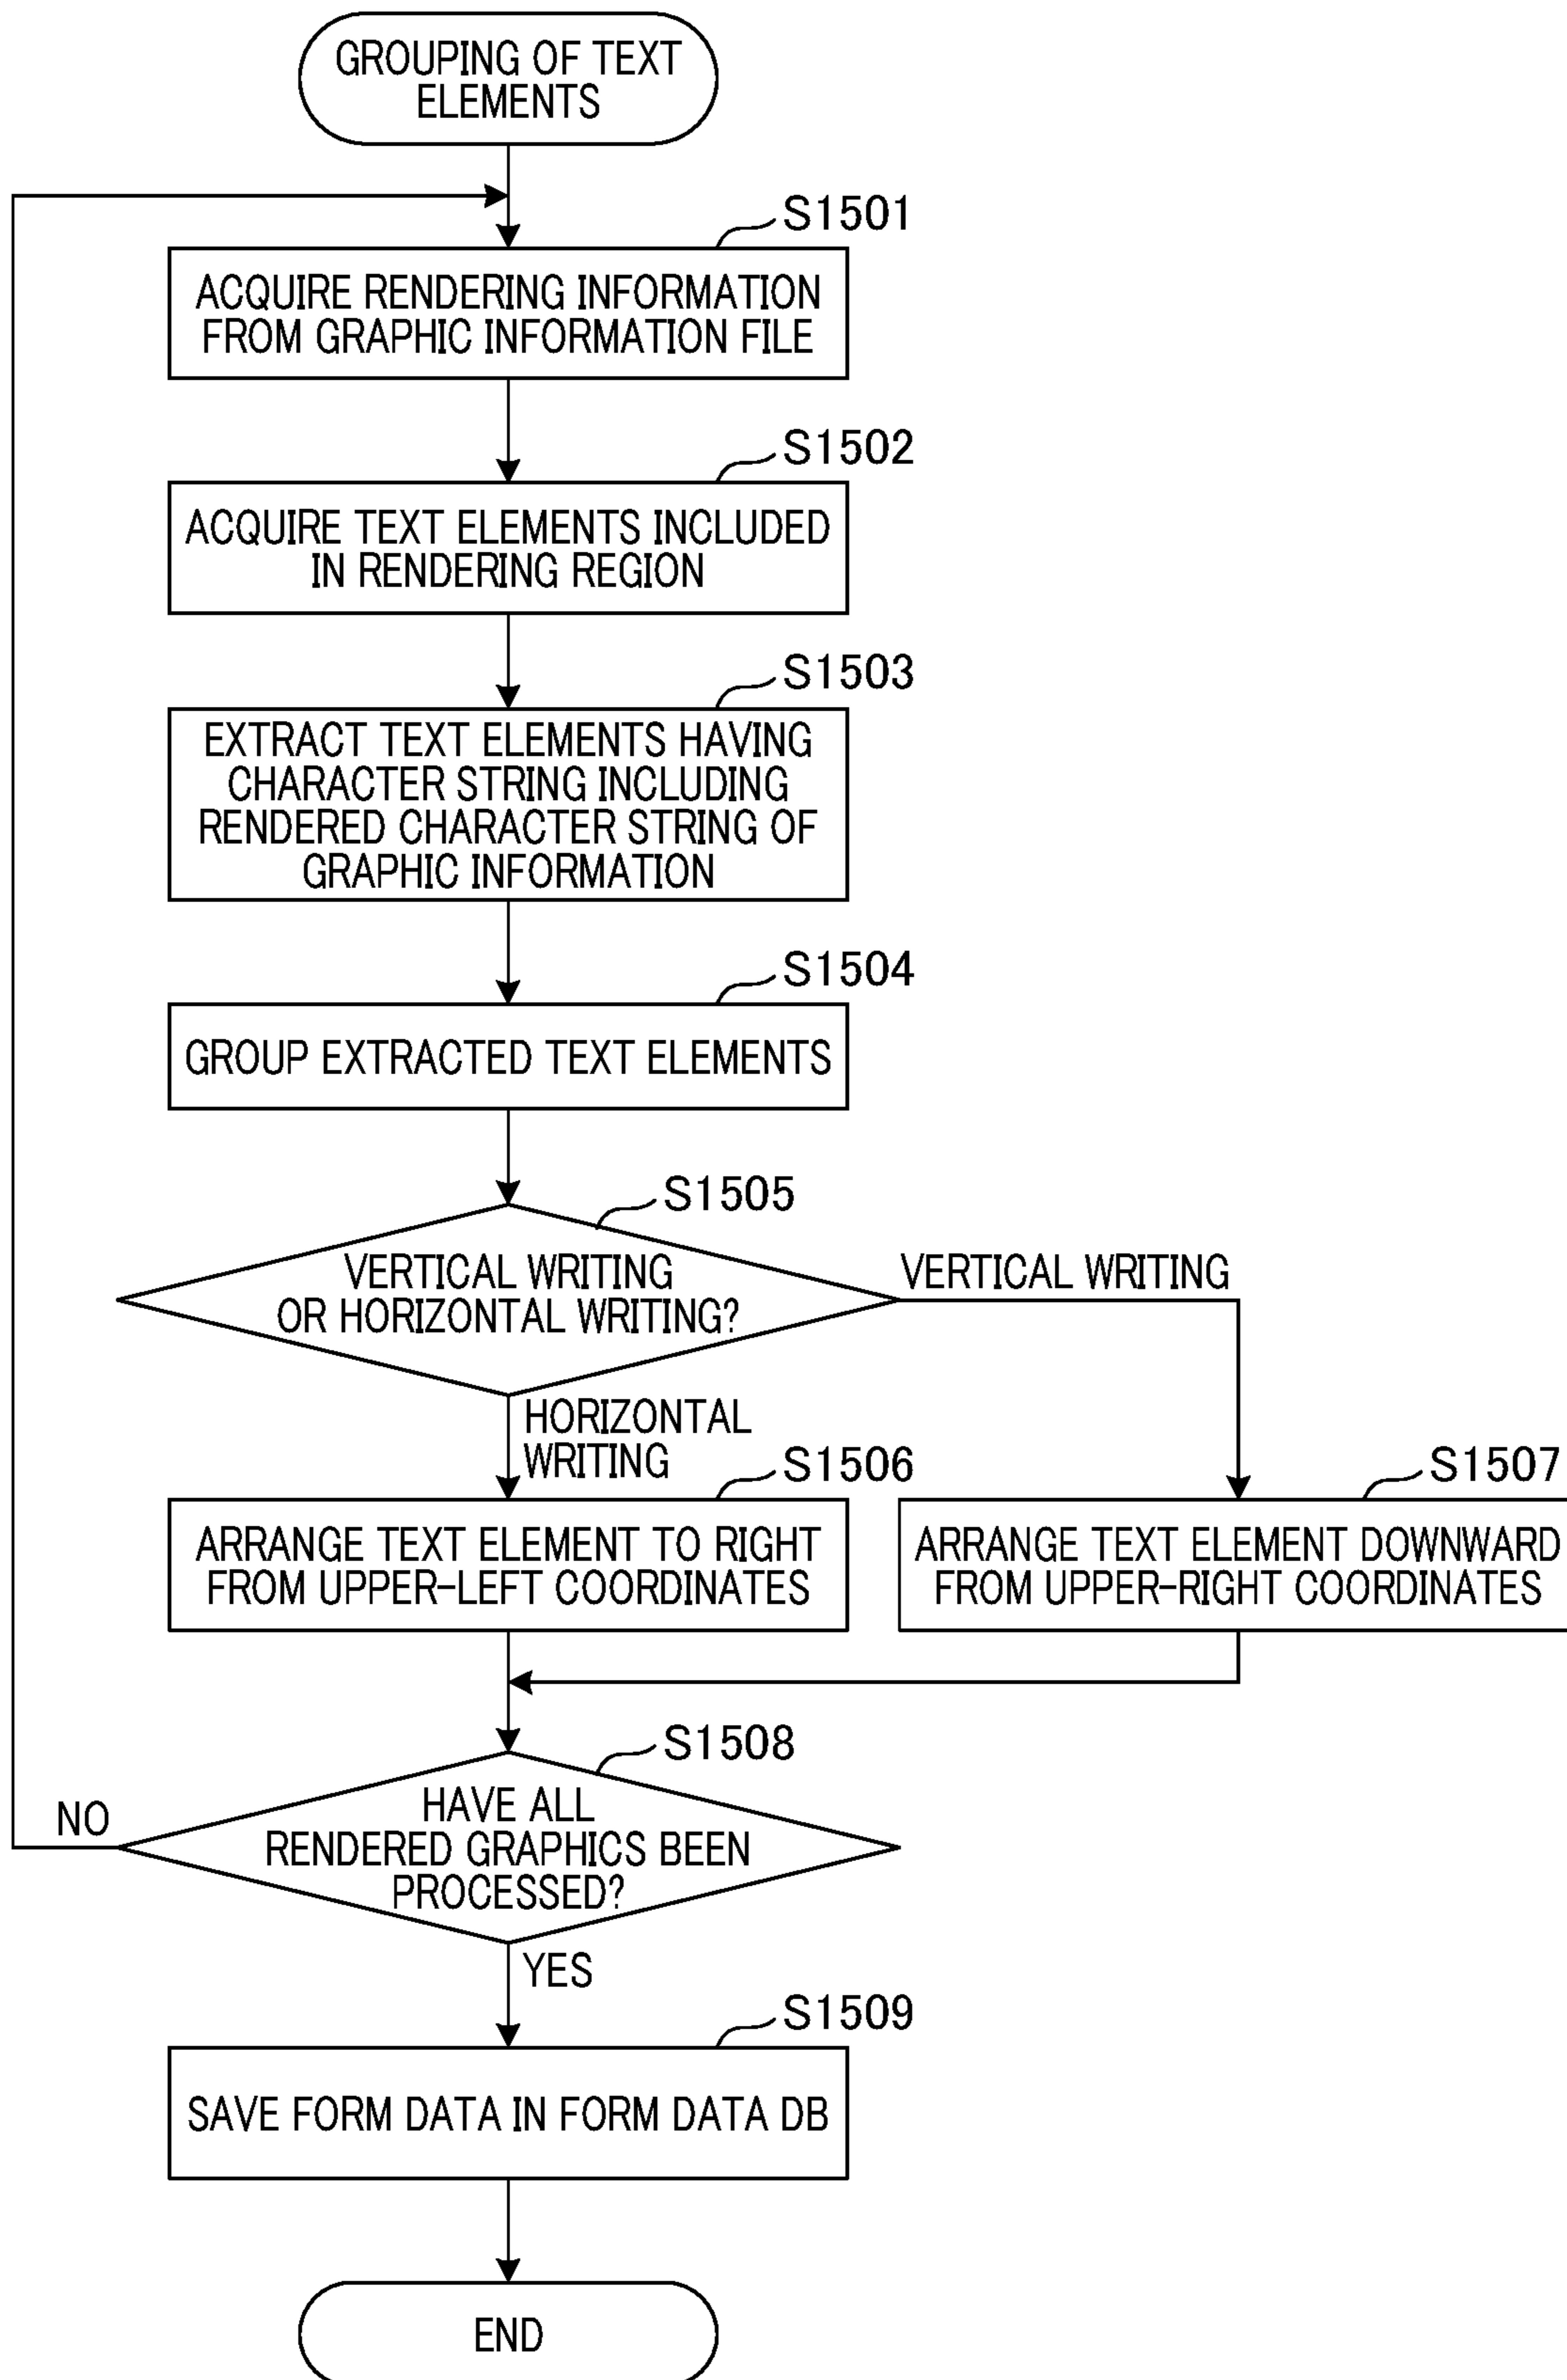 GROUPING OF TEXT
ELEMENTS
S1501
ACQUIRE RENDERING INFORMATION
FROM GRAPHIC INFORMATION FILE
S1502
ACQUIRE TEXT ELEMENTS INCLUDED
IN RENDERING REGION
S1503
EXTRACT TEXT ELEMENTS HAVING
CHARACTER STRING INCLUDING
RENDERED CHARACTER STRING OF
GRAPHIC INFORMATION
S1504
GROUP EXTRACTED TEXT ELEMENTS
S1505
VERTICAL WRITING
OR HORIZONTAL WRITING?
VERTICAL WRITING
HORIZONTAL
WRITING
S1506
ARRANGE TEXT ELEMENT TO RIGHT
FROM UPPER-LEFT COORDINATES
S1507
ARRANGE TEXT ELEMENT DOWNWARD
FROM UPPER-RIGHT COORDINATES
S1508
HAVE ALL
RENDERED GRAPHICS BEEN
PROCESSED?
NO
YES
S1509
SAVE FORM DATA IN FORM DATA DB
END